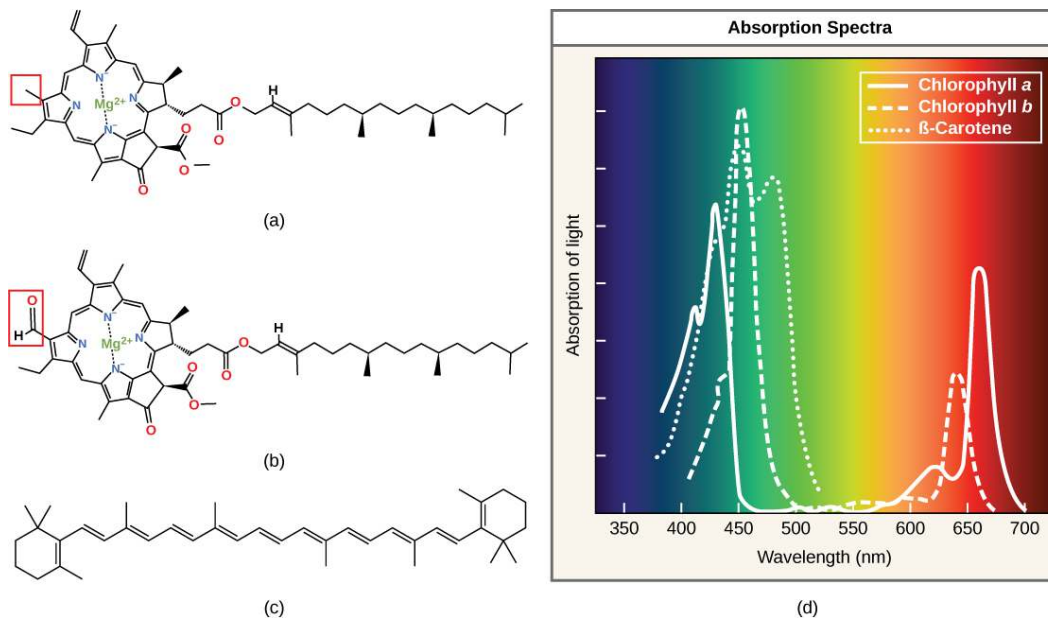 N⁺
Mg²⁺
N
N
N⁻
O
O
H
O
O
O
(a)
O
H
N⁻
N
Mg²⁺
N
N⁻
O
O
H
O
O
O
(b)
(c)
Absorption Spectra
Chlorophyll a
Chlorophyll b
ß-Carotene
Absorption of light
350 400 450 500 550 600 650 700
Wavelength (nm)
(d)